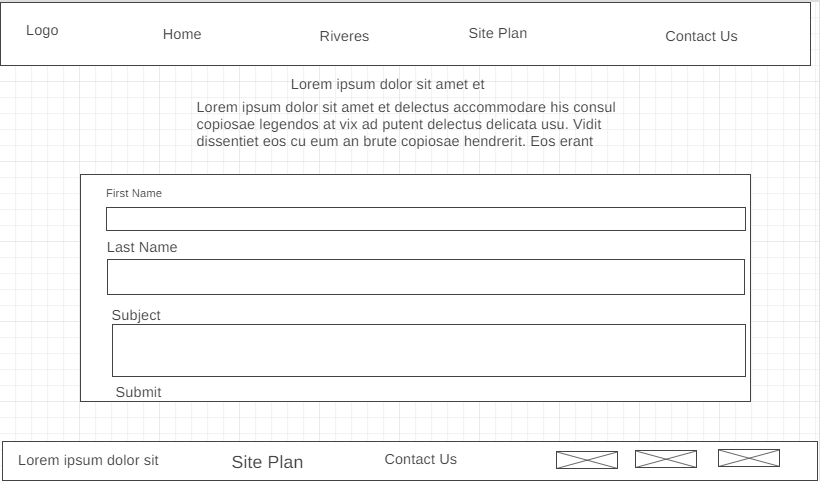 Logo
Home
Riveres
Site Plan
Contact Us
Lorem ipsum dolor sit amet et
Lorem ipsum dolor sit amet et delectus accommodare his consul
copiosae legendos at vix ad putent delectus delicata usu. Vidit
dissentiet eos cu eum an brute copiosae hendrerit. Eos erant
First Name
Last Name
Subject
Submit
Lorem ipsum dolor sit
Site Plan
Contact Us